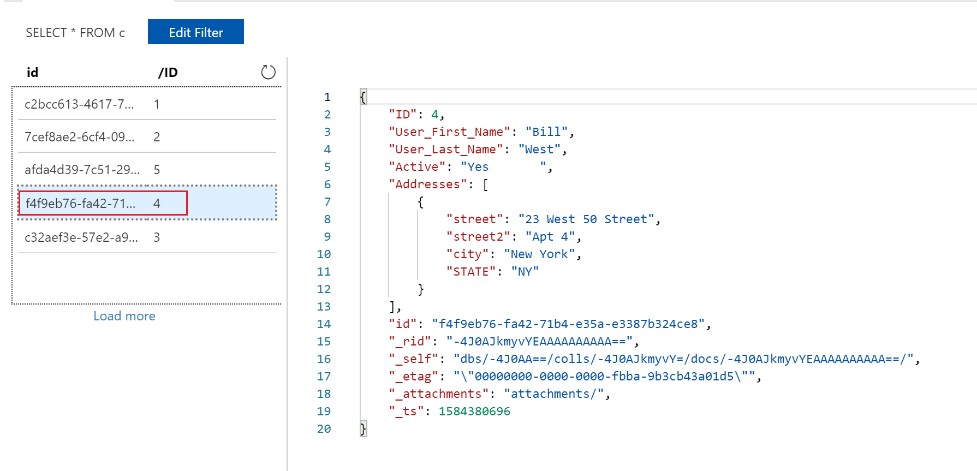 SELECT * FROM c
Edit Filter
id /ID
c2bcc613-4617-7... 1
7cef8ae2-6cf4-09... 2
afda4d39-7c51-29... 5
f4f9eb76-fa42-71... 4
c32aef3e-57e2-a9... 3
Load more
1 {
2 "ID": 4,
3 "User_First_Name": "Bill",
4 "User_Last_Name": "West",
5 "Active": "Yes       ",
6 "Addresses": [
7 {
8 "street": "23 West 50 Street",
9 "street2": "Apt 4",
10 "city": "New York",
11 "STATE": "NY"
12 }
13 ],
14 "id": "f4f9eb76-fa42-71b4-e35a-e3387b324ce8",
15 "_rid": "-4J0AJkmyvYEAAAAAAAAAA==",
16 "_self": "dbs/-4J0AA==/colls/-4J0AJkmyvY=/docs/-4J0AJkmyvYEAAAAAAAAAA==/",
17 "_etag": "\"00000000-0000-0000-fbba-9b3cb43a01d5\"",
18 "_attachments": "attachments/",
19 "_ts": 1584380696
20 }